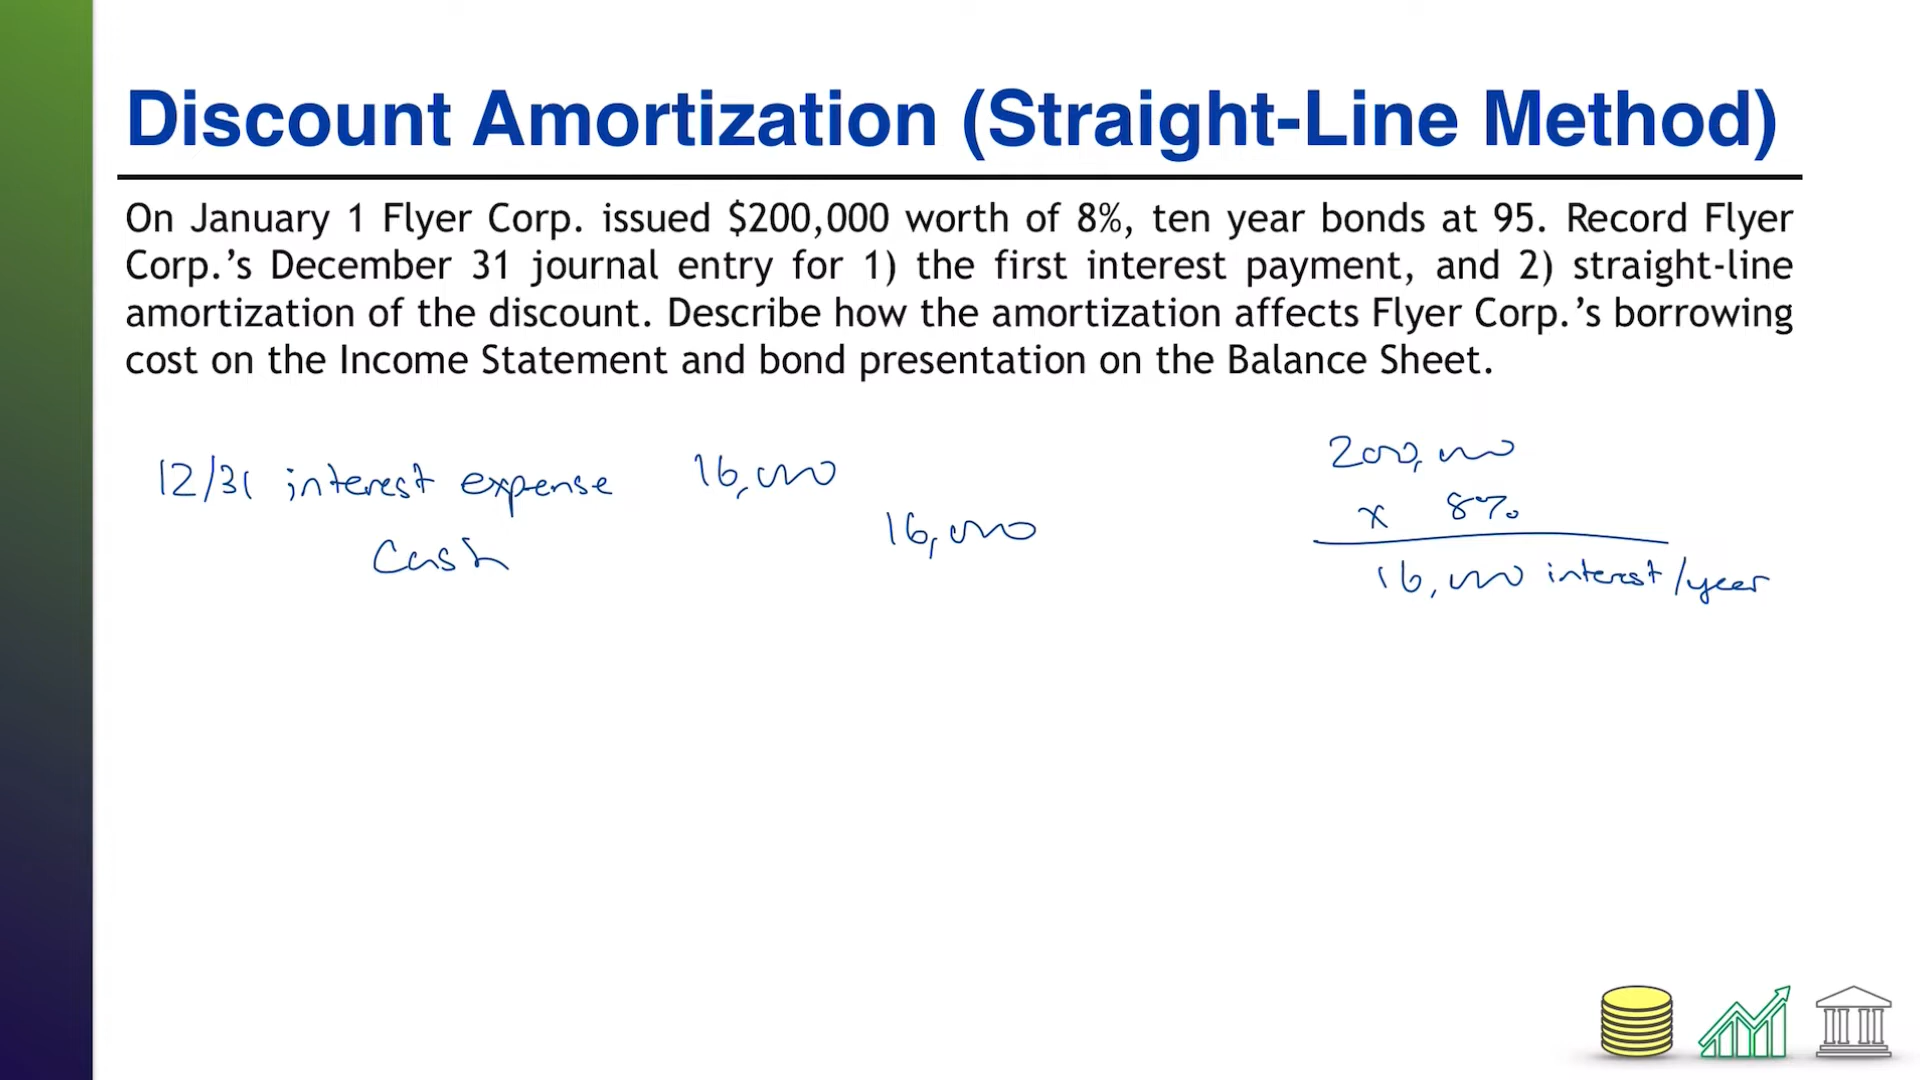 Discount Amortization (Straight-Line Method)
On January 1 Flyer Corp. issued $200,000 worth of 8%, ten year bonds at 95. Record Flyer
Corp.’s December 31 journal entry for 1) the first interest payment, and 2) straight-line
amortization of the discount. Describe how the amortization affects Flyer Corp.’s borrowing
cost on the Income Statement and bond presentation on the Balance Sheet.
12/31 interest expense 16,000
Cash 16,000
200,000
x 8%
16,000 interest/year